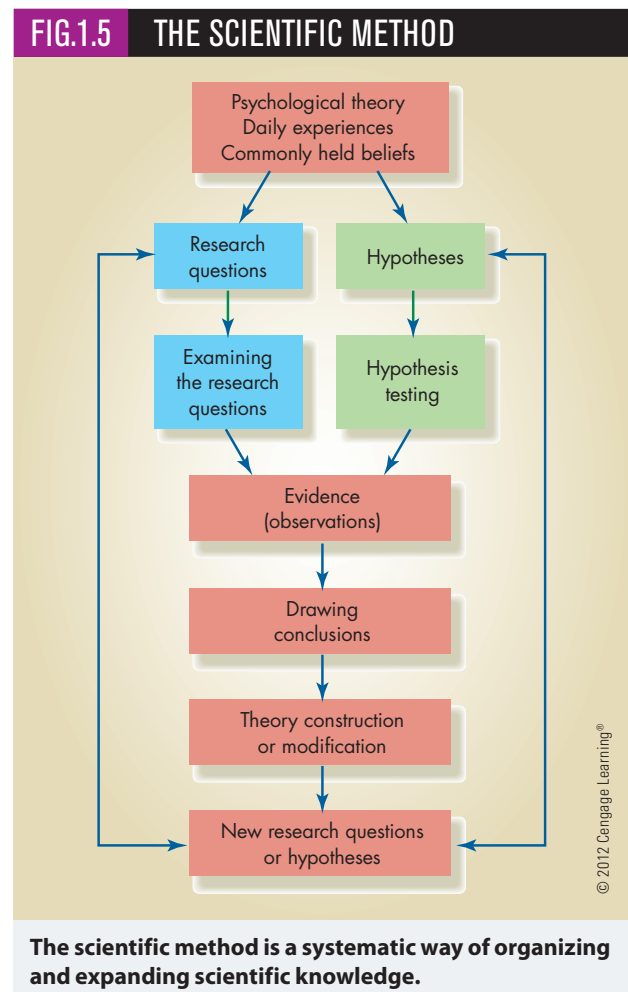 FIG.1.5 THE SCIENTIFIC METHOD
Psychological theory
Daily experiences
Commonly held beliefs
Research
questions
Hypotheses
Examining
the research
questions
Hypothesis
testing
Evidence
(observations)
Drawing
conclusions
Theory construction
or modification
New research questions
or hypotheses
© 2012 Cengage Learning®
The scientific method is a systematic way of organizing
and expanding scientific knowledge.